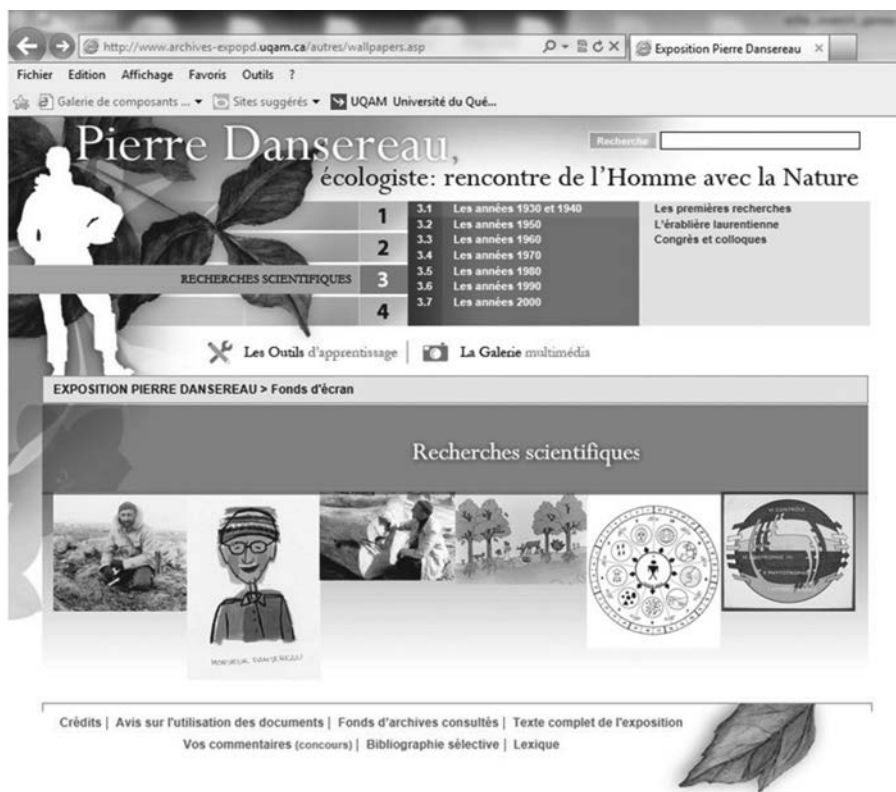 http://www.archives-expopd.uqam.ca/autres/wallpapers.asp
Exposition Pierre Dansereau
Fichier Edition Affichage Favoris Outils ?
Galerie de composants ... Sites suggérés UQAM Université du Qué...
Pierre Dansereau,
Recherche
écologiste: rencontre de l'Homme avec la Nature
1
2
RECHERCHES SCIENTIFIQUES 3
4
3.1 Les années 1930 et 1940
3.2 Les années 1950
3.3 Les années 1960
3.4 Les années 1970
3.5 Les années 1980
3.6 Les années 1990
3.7 Les années 2000
Les premières recherches
L'érablière laurentienne
Congrès et colloques
Les Outils d'apprentissage | La Galerie multimédia
EXPOSITION PIERRE DANSEREAU > Fonds d'écran
Recherches scientifiques
MONSIEUR DANSEREAU
VI CONTRÔLE
Crédits | Avis sur l'utilisation des documents | Fonds d'archives consultés | Texte complet de l'exposition
Vos commentaires (concours) | Bibliographie sélective | Lexique